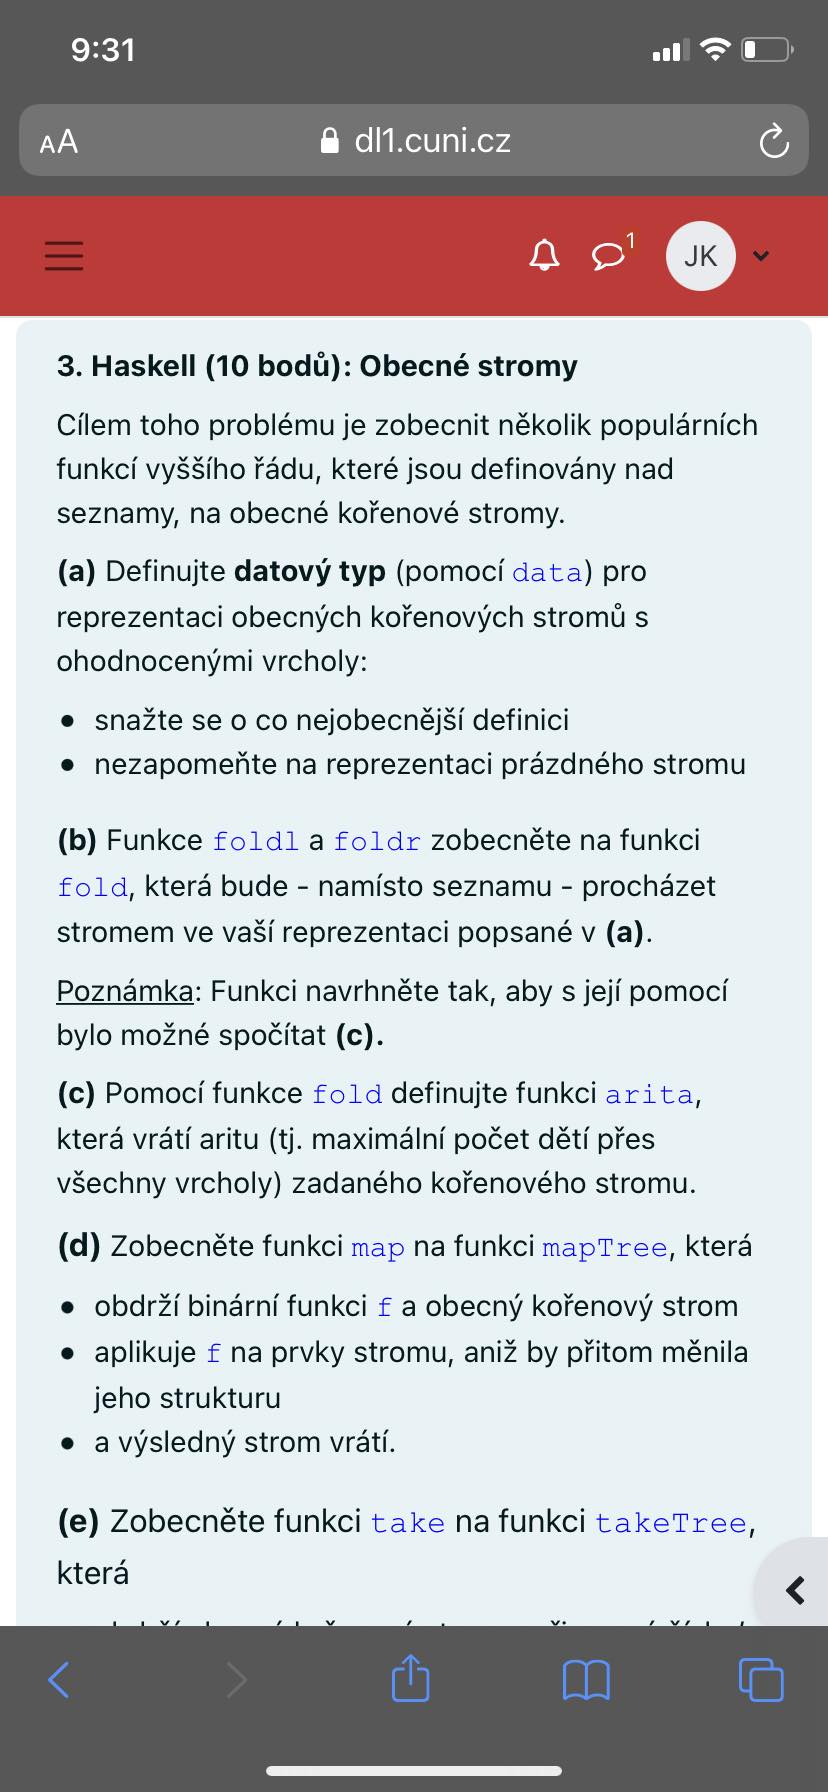 9:31
AA dl1.cuni.cz
1
JK
3. Haskell (10 bodů): Obecné stromy
Cílem toho problému je zobecnit několik populárních
funkcí vyššího řádu, které jsou definovány nad
seznamy, na obecné kořenové stromy.
(a) Definujte datový typ (pomocí data) pro
reprezentaci obecných kořenových stromů s
ohodnocenými vrcholy:
• snažte se o co nejobecnější definici
• nezapomeňte na reprezentaci prázdného stromu
(b) Funkce foldl a foldr zobecněte na funkci
fold, která bude - namísto seznamu - procházet
stromem ve vaší reprezentaci popsané v (a).
Poznámka: Funkci navrhněte tak, aby s její pomocí
bylo možné spočítat (c).
(c) Pomocí funkce fold definujte funkci arita,
která vrátí aritu (tj. maximální počet dětí přes
všechny vrcholy) zadaného kořenového stromu.
(d) Zobecněte funkci map na funkci mapTree, která
• obdrží binární funkci f a obecný kořenový strom
• aplikuje f na prvky stromu, aniž by přitom měnila
jeho strukturu
• a výsledný strom vrátí.
(e) Zobecněte funkci take na funkci takeTree,
která